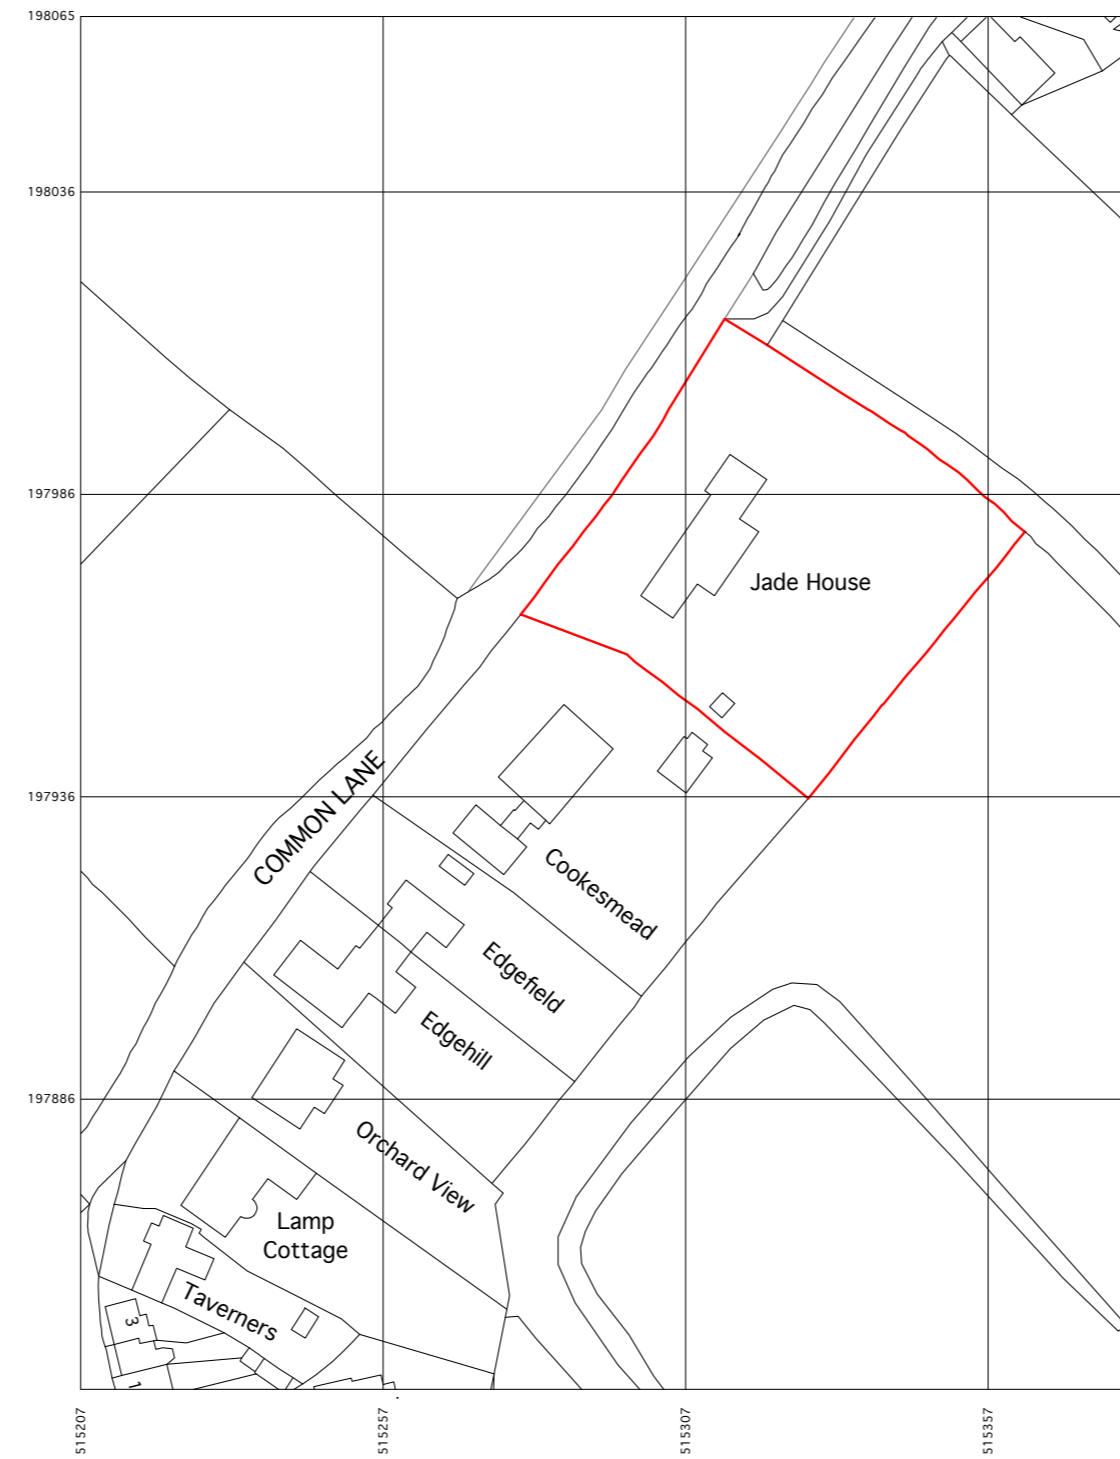 198065
198036
197986
Jade House
197936
COMMON LANE
Cookesmead
Edgefield
Edgehill
197886
Orchard View
Lamp
Cottage
Taverners
3
1
515207
515257
515307
515357